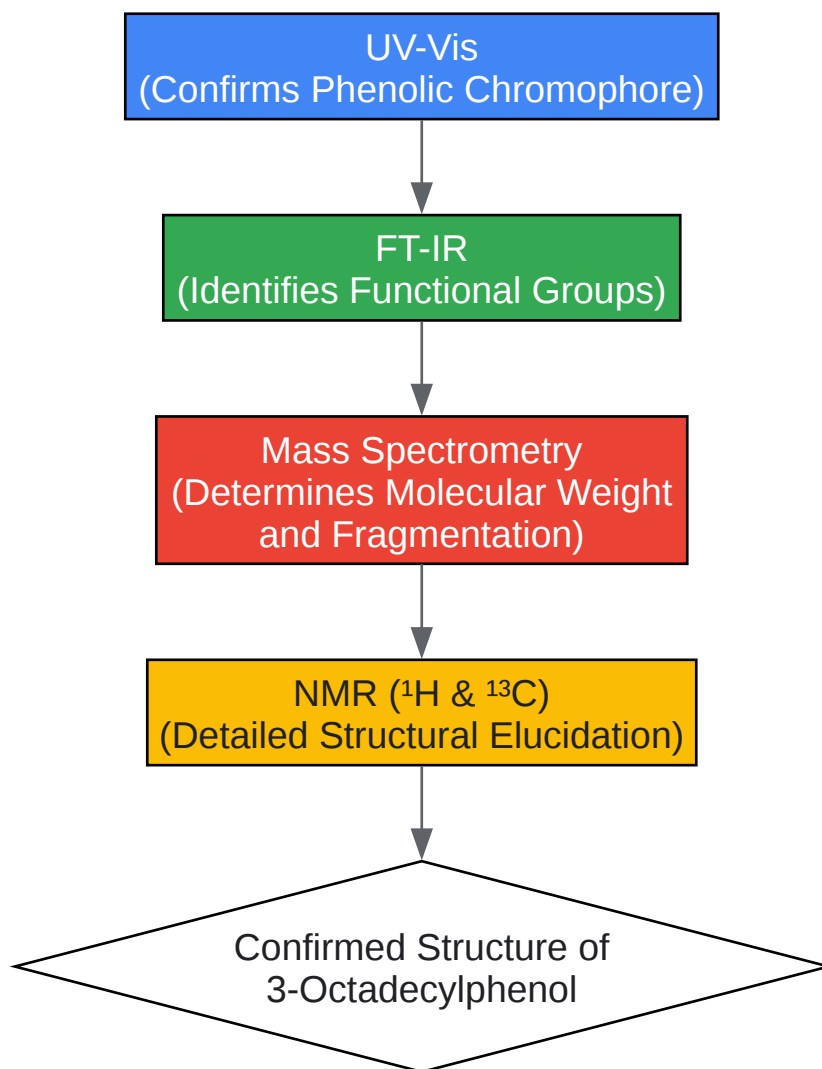 UV-Vis
(Confirms Phenolic Chromophore)
FT-IR
(Identifies Functional Groups)
Mass Spectrometry
(Determines Molecular Weight
and Fragmentation)
NMR (¹H & ¹³C)
(Detailed Structural Elucidation)
Confirmed Structure of
3-Octadecylphenol